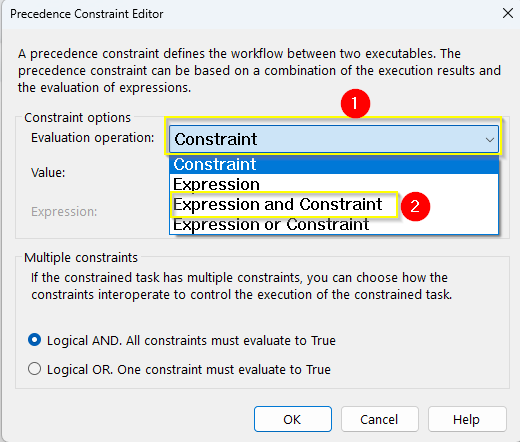 Precedence Constraint Editor
A precedence constraint defines the workflow between two executables. The
precedence constraint can be based on a combination of the execution results and
the evaluation of expressions.
1
Constraint options
Evaluation operation: Constraint
Value: Constraint
Expression
Expression and Constraint 2
Expression: Expression or Constraint
Multiple constraints
If the constrained task has multiple constraints, you can choose how the
constraints interoperate to control the execution of the constrained task.
Logical AND. All constraints must evaluate to True
Logical OR. One constraint must evaluate to True
OK Cancel Help